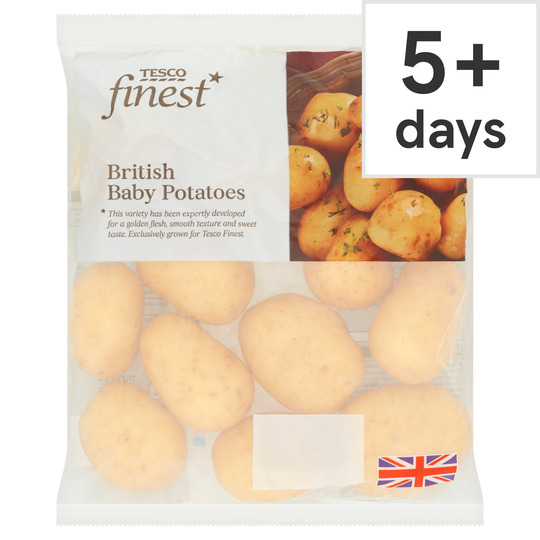 TESCO
finest*
British
Baby Potatoes
* This variety has been expertly developed
for a golden flesh, smooth texture and sweet
taste. Exclusively grown for Tesco Finest.
5+
days